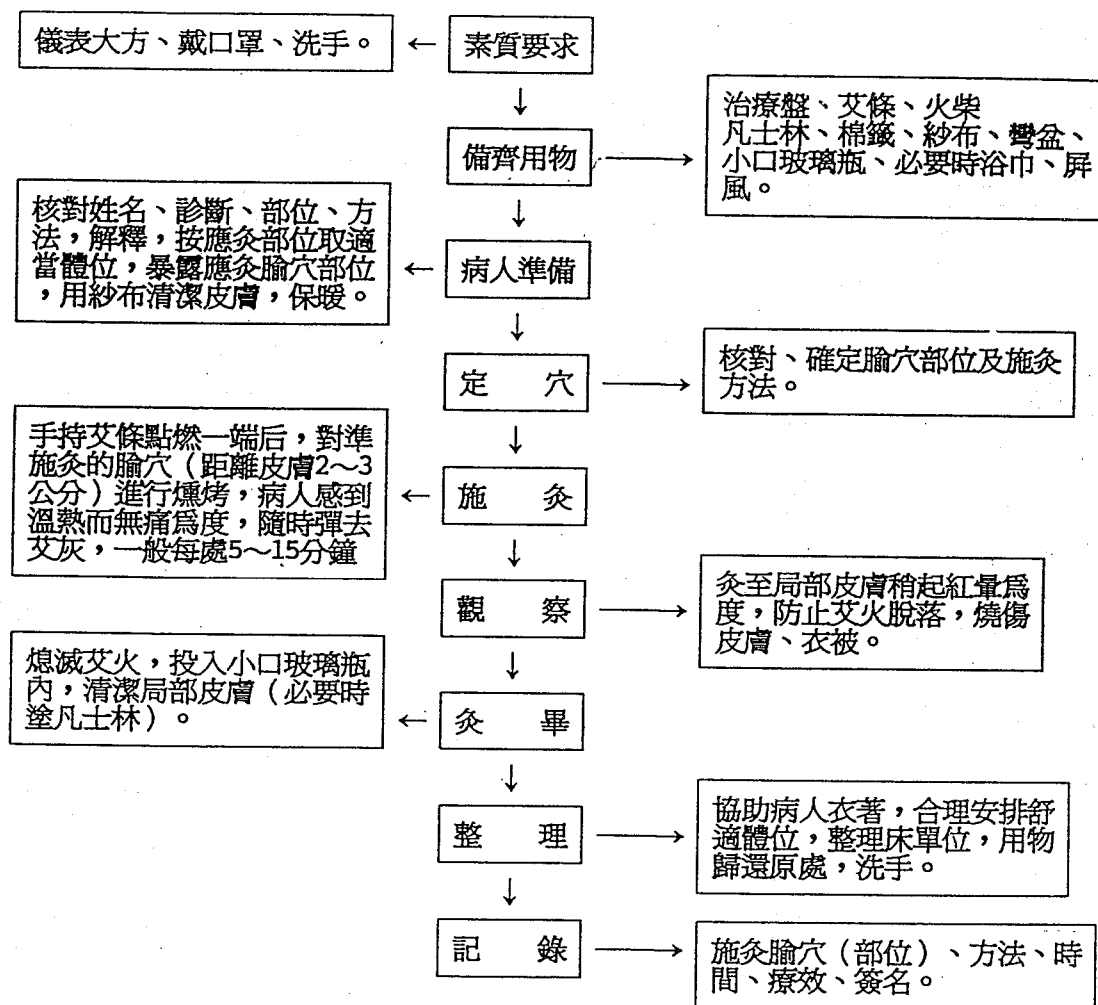 儀表大方、戴口罩、洗手。
素質要求
備齊用物
治療盤、艾條、火柴
凡士林、棉籤、紗布、彎盆、
小口玻璃瓶、必要時浴巾、屏
風。
核對姓名、診斷、部位、方
法，解釋，按應灸部位取適
當體位，暴露應灸腧穴部位
，用紗布清潔皮膚，保暖。
病人準備
定 穴
核對、確定腧穴部位及施灸
方法。
手持艾條點燃一端后，對準
施灸的腧穴（距離皮膚2～3
公分）進行燻烤，病人感到
溫熱而無痛爲度，隨時彈去
艾灰，一般每處5～15分鐘
施 灸
觀 察
灸至局部皮膚稍起紅暈爲
度，防止艾火脫落，燒傷
皮膚、衣被。
熄滅艾火，投入小口玻璃瓶
內，清潔局部皮膚（必要時
塗凡士林）。
灸 畢
整 理
協助病人衣著，合理安排舒
適體位，整理床單位，用物
歸還原處，洗手。
記 錄
施灸腧穴（部位）、方法、時
間、療效、簽名。